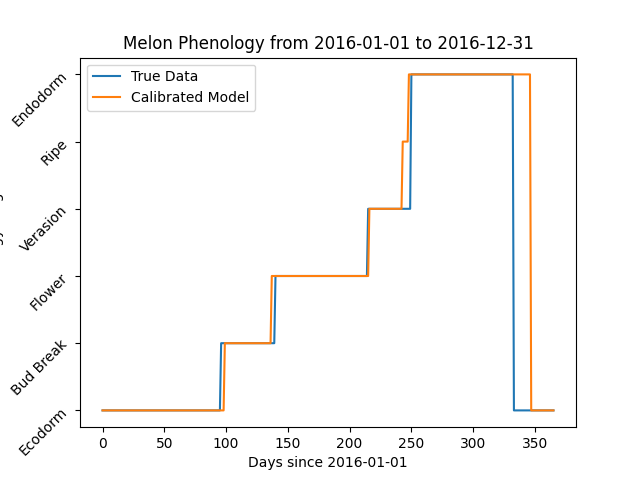 Melon Phenology from 2016-01-01 to 2016-12-31
True Data
Calibrated Model
Endodorm
Ripe
Verasion
Flower
Bud Break
Ecodorm
0 50 100 150 200 250 300 350
Days since 2016-01-01